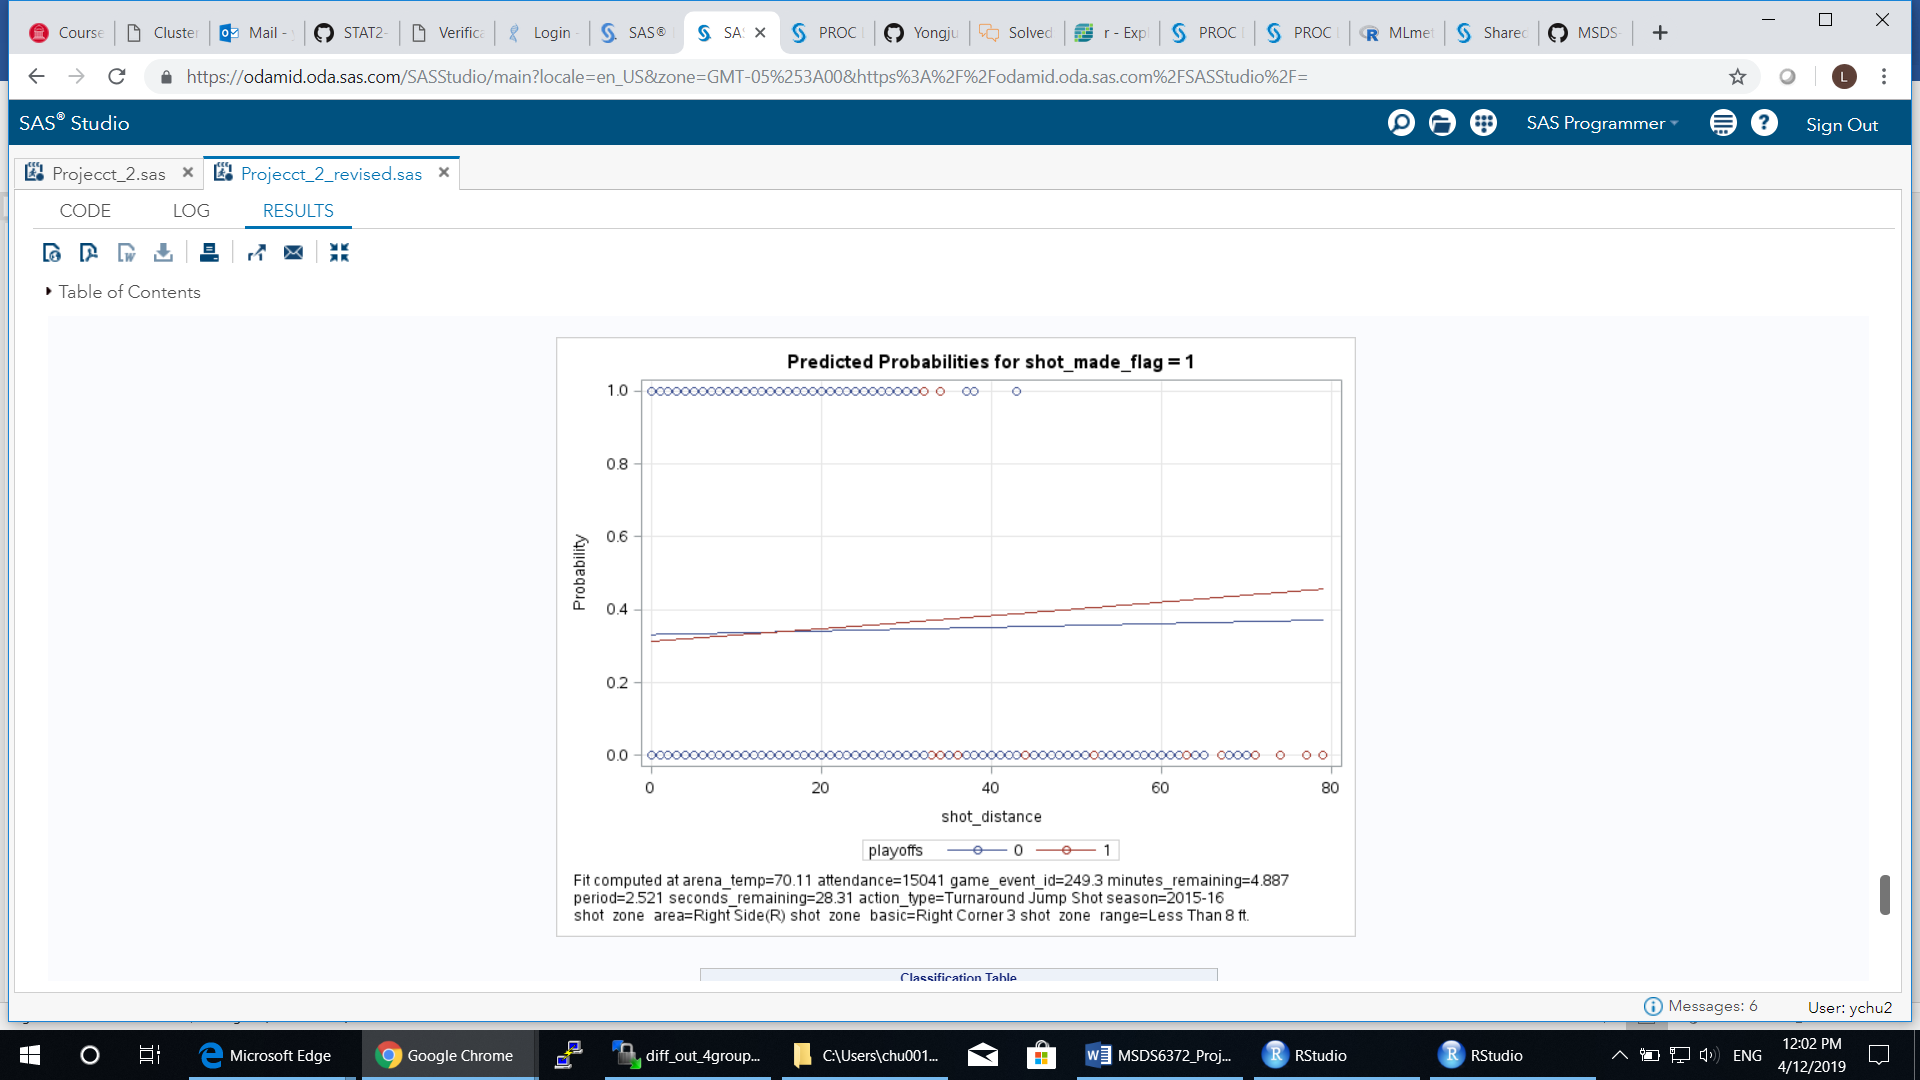 Course
Cluster
Mail -
STAT2-
Verifica
Login -
SAS®
SAS
PROC
Yongju
Solved
r - Expl
PROC
PROC
MLmet
Shared
MSDS-
https://odamid.oda.sas.com/SASStudio/main?locale=en_US&zone=GMT-05%253A00&https%3A%2F%2Fodamid.oda.sas.com%2FSASStudio%2F=
L
SAS® Studio
SAS Programmer
Sign Out
Projecct_2.sas
Projecct_2_revised.sas
CODE
LOG
RESULTS
Table of Contents
Predicted Probabilities for shot_made_flag = 1
1.0
0.8
0.6
0.4
0.2
0.0
Probability
0 20 40 60 80
shot_distance
playoffs 0 1
Fit computed at arena_temp=70.11 attendance=15041 game_event_id=249.3 minutes_remaining=4.887
period=2.521 seconds_remaining=28.31 action_type=Turnaround Jump Shot season=2015-16
shot_zone_area=Right Side(R) shot_zone_basic=Right Corner 3 shot_zone_range=Less Than 8 ft.
Classification Table
Messages: 6
User: ychu2
Microsoft Edge
Google Chrome
diff_out_4group...
C:\Users\chu001...
MSDS6372_Proj...
RStudio
RStudio
ENG
12:02 PM
4/12/2019